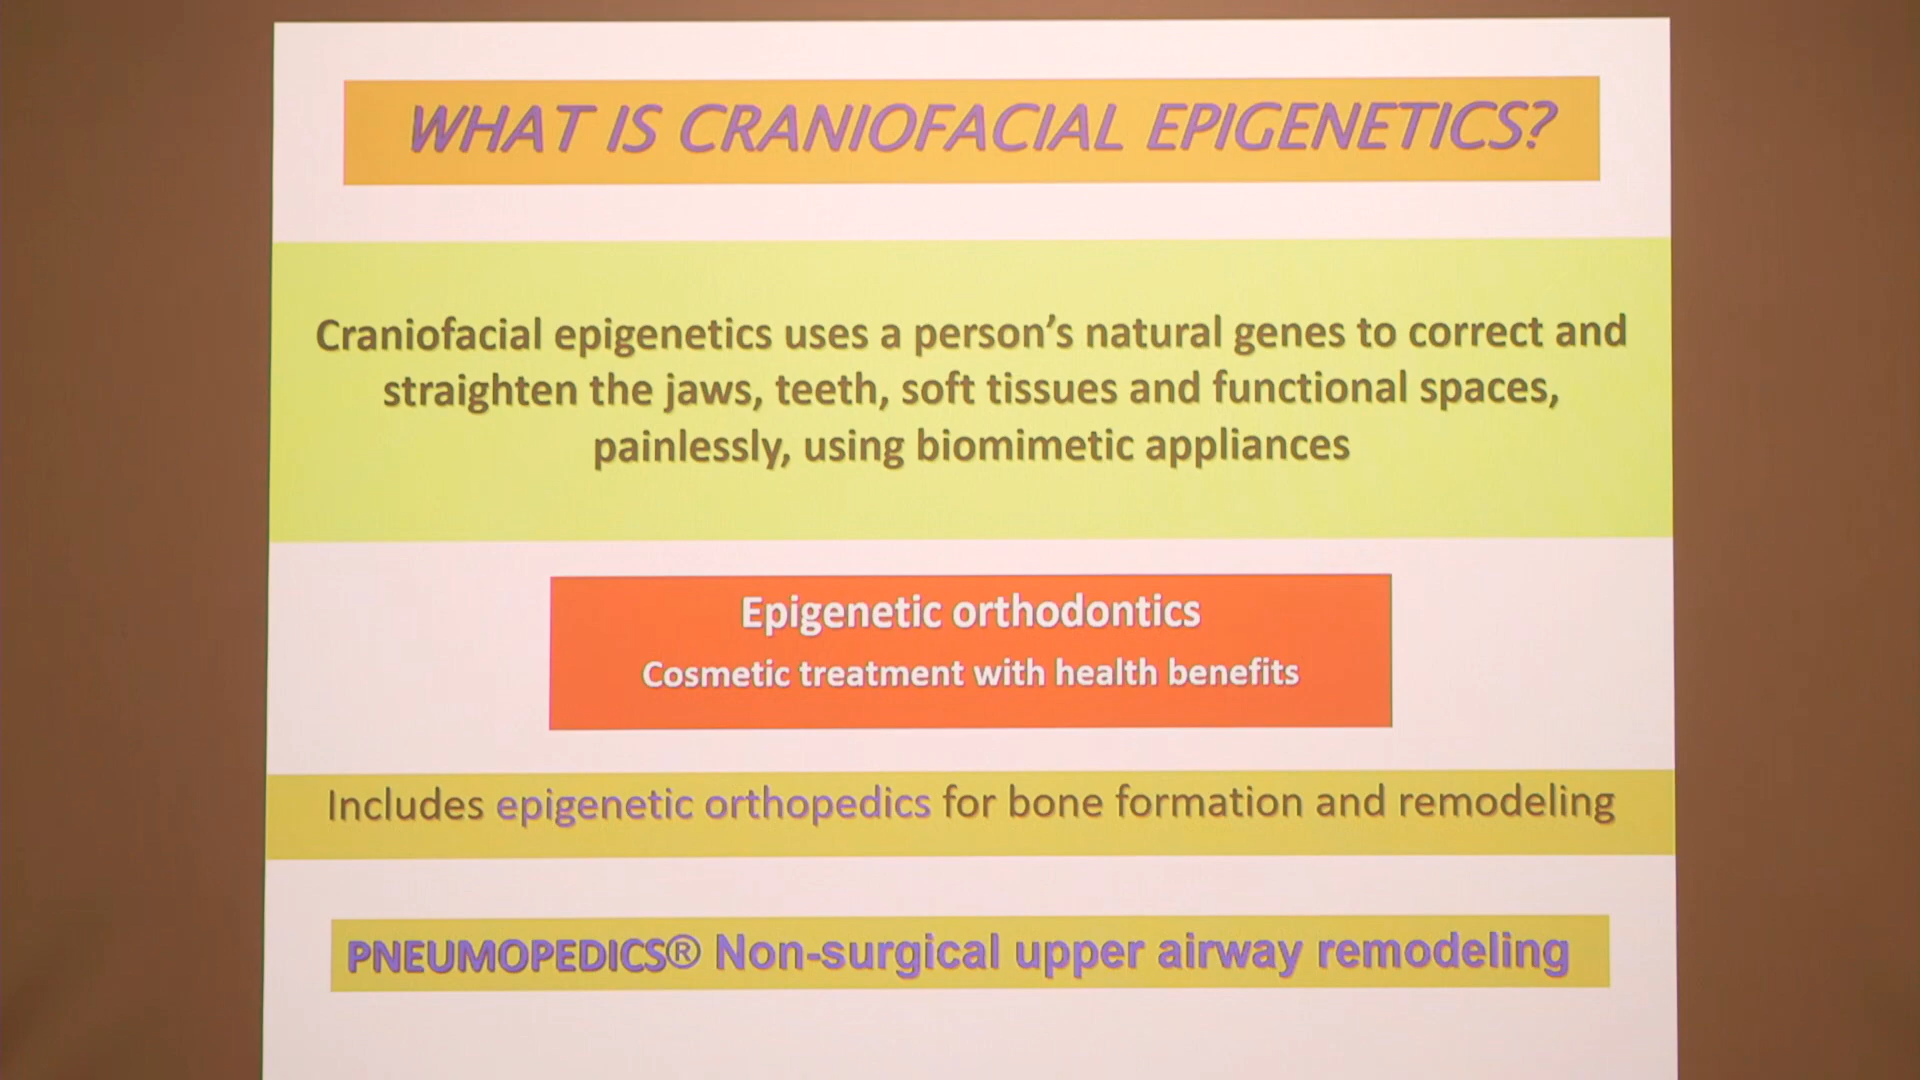 WHAT IS CRANIOFACIAL EPIGENETICS?
Craniofacial epigenetics uses a person’s natural genes to correct and
straighten the jaws, teeth, soft tissues and functional spaces,
painlessly, using biomimetic appliances
Epigenetic orthodontics
Cosmetic treatment with health benefits
Includes epigenetic orthopedics for bone formation and remodeling
PNEUMOPEDICS® Non-surgical upper airway remodeling